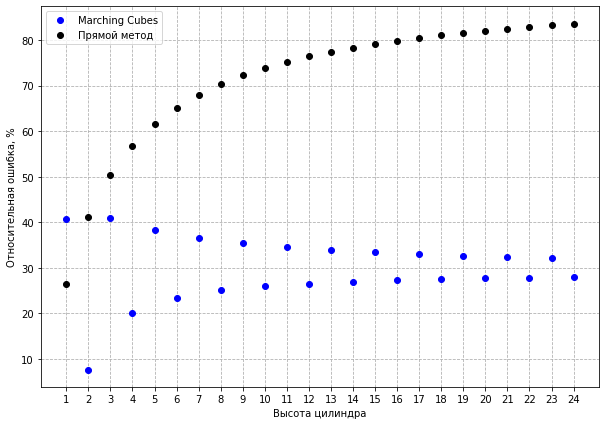 Marching Cubes
Прямой метод
Относительная ошибка, %
80
70
60
50
40
30
20
10
1 2 3 4 5 6 7 8 9 10 11 12 13 14 15 16 17 18 19 20 21 22 23 24
Высота цилиндра